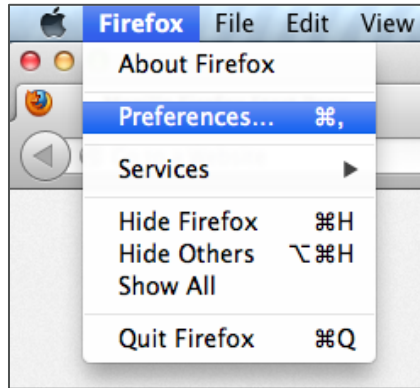 Firefox File Edit View
About Firefox
Preferences... ⌘,
Services ▶
Hide Firefox ⌘H
Hide Others ⌥⌘H
Show All
Quit Firefox ⌘Q